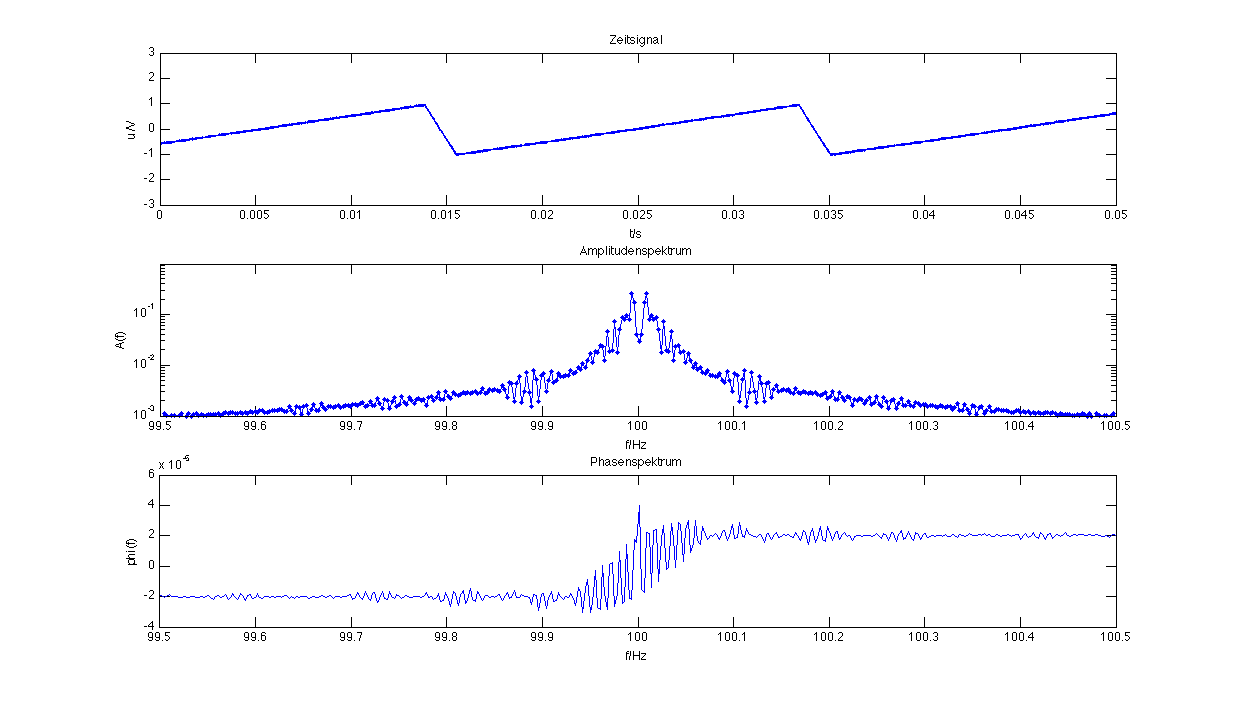 Zeitsignal
3
2
1
0
-1
-2
-3
u/V
0 0.005 0.01 0.015 0.02 0.025 0.03 0.035 0.04 0.045 0.05
t/s
Amplitudenspektrum
10^-1
10^-2
10^-3
A(f)
99.5 99.6 99.7 99.8 99.9 100 100.1 100.2 100.3 100.4 100.5
f/Hz
Phasenspektrum
x 10^-5
6
4
2
0
-2
-4
phi(f)
99.5 99.6 99.7 99.8 99.9 100 100.1 100.2 100.3 100.4 100.5
f/Hz